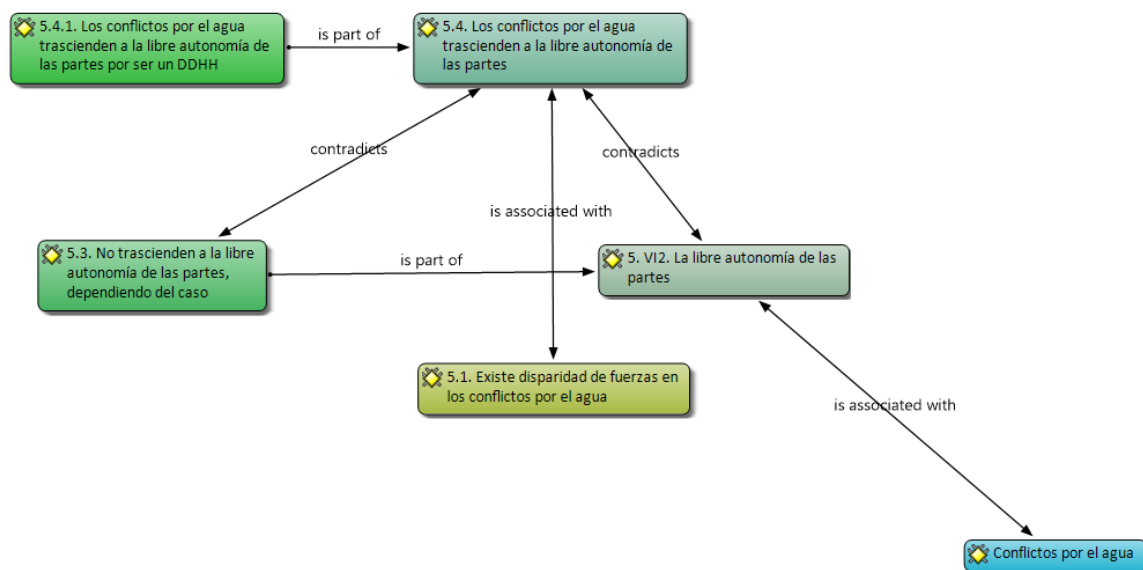 5.4.1. Los conflictos por el agua
trascienden a la libre autonomía de
las partes por ser un DDHH
is part of
5.4. Los conflictos por el agua
trascienden a la libre autonomía de
las partes
contradicts
contradicts
is associated with
5.3. No trascienden a la libre
autonomía de las partes,
dependiendo del caso
is part of
5. VI2. La libre autonomía de las
partes
5.1. Existe disparidad de fuerzas en
los conflictos por el agua
is associated with
Conflictos por el agua